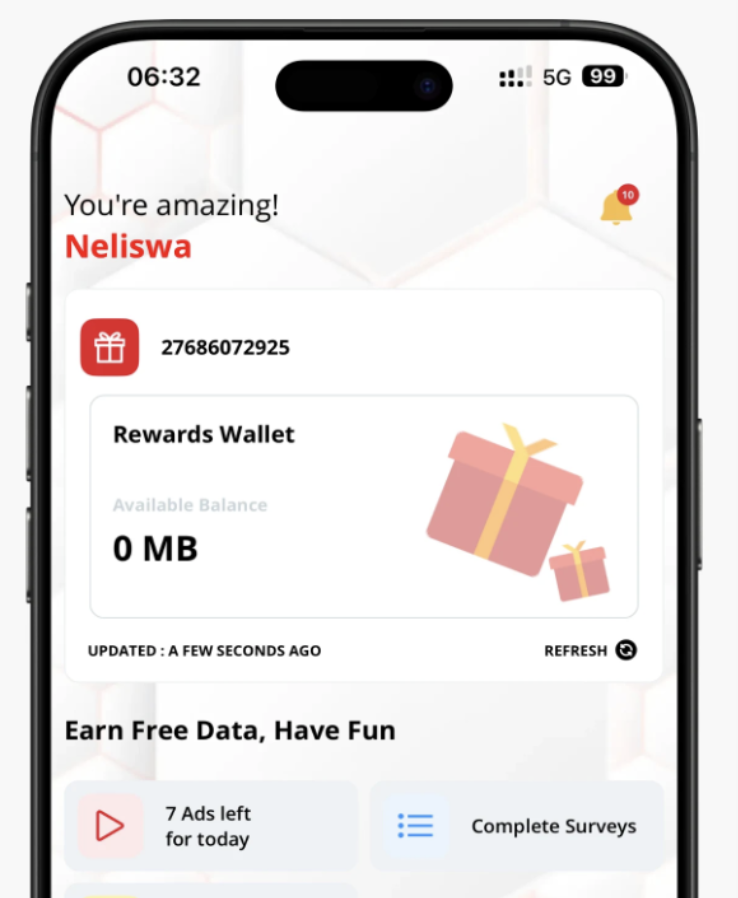 06:32
5G 99
You're amazing!
10
Neliswa
27686072925
Rewards Wallet
Available Balance
0 MB
UPDATED : A FEW SECONDS AGO
REFRESH
Earn Free Data, Have Fun
7 Ads left
for today
Complete Surveys